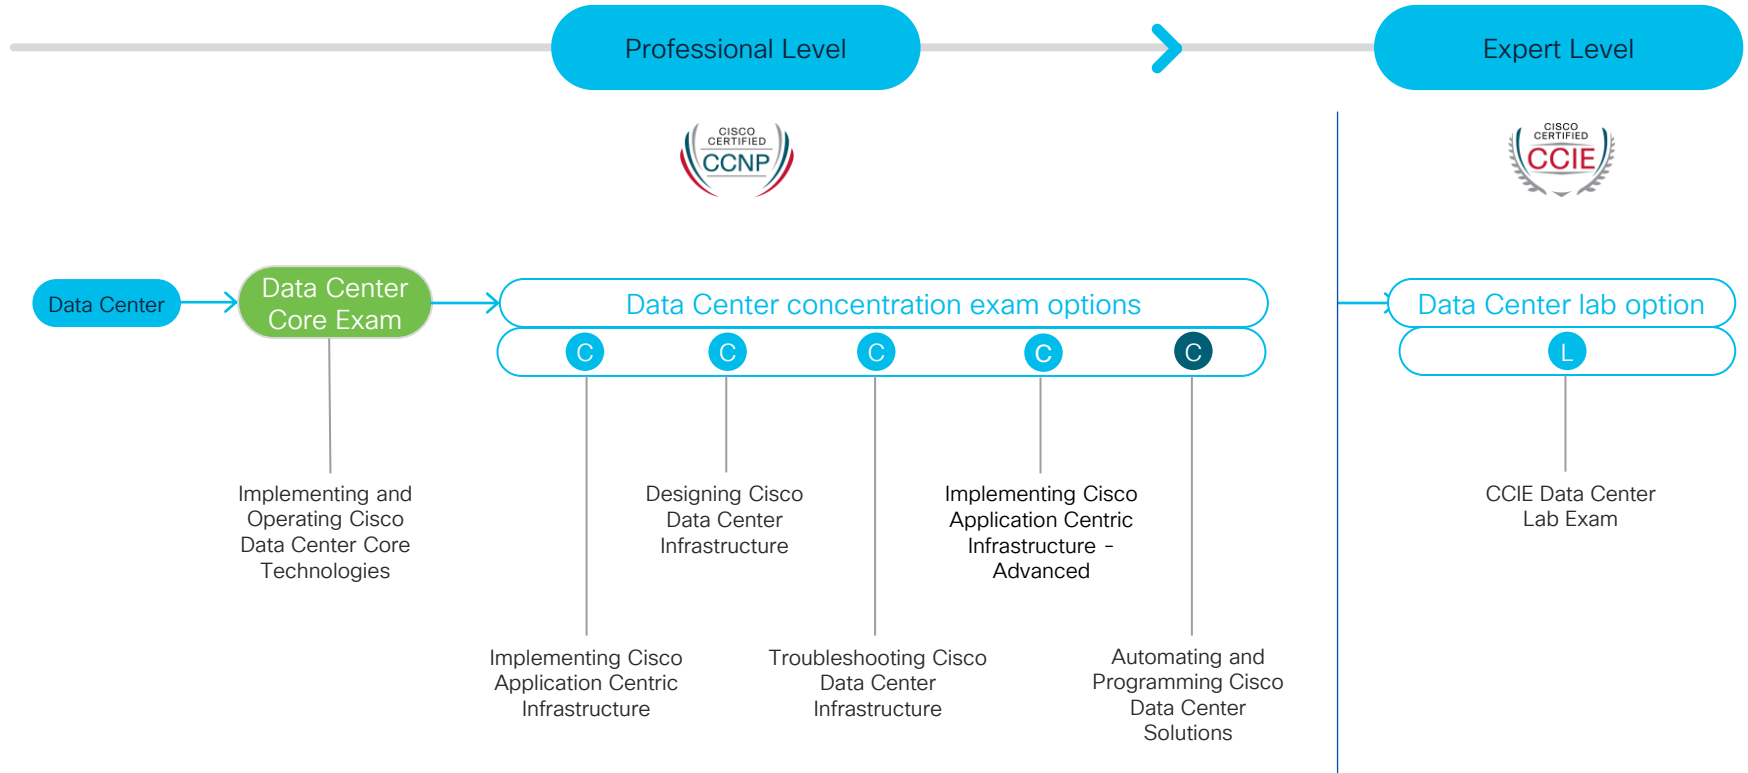 Professional Level
Expert Level
CISCO
CERTIFIED
CCNP
CISCO
CERTIFIED
CCIE
Data Center
Data Center
Core Exam
Data Center concentration exam options
C
C
C
C
C
Data Center lab option
L
Implementing and
Operating Cisco
Data Center Core
Technologies
Implementing Cisco
Application Centric
Infrastructure
Designing Cisco
Data Center
Infrastructure
Troubleshooting Cisco
Data Center
Infrastructure
Implementing Cisco
Application Centric
Infrastructure -
Advanced
Automating and
Programming Cisco
Data Center
Solutions
CCIE Data Center
Lab Exam